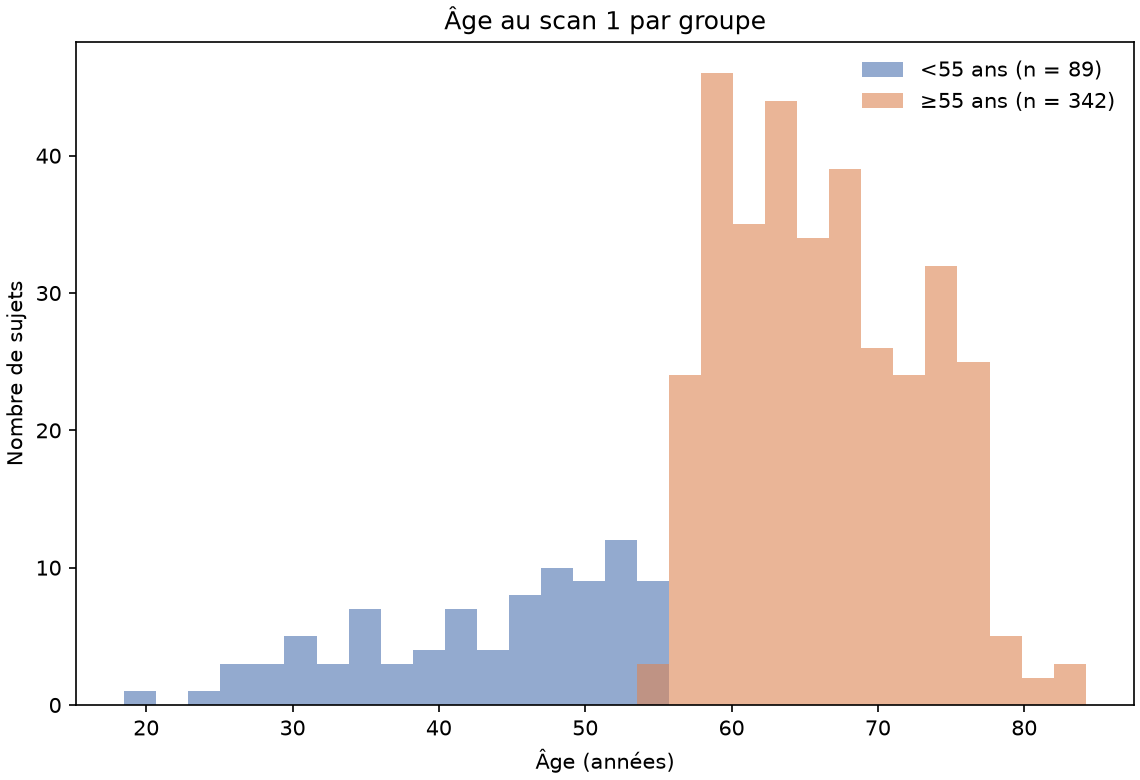 Âge au scan 1 par groupe
<55 ans (n = 89)
≥55 ans (n = 342)
Nombre de sujets
40
30
20
10
0
20 30 40 50 60 70 80
Âge (années)